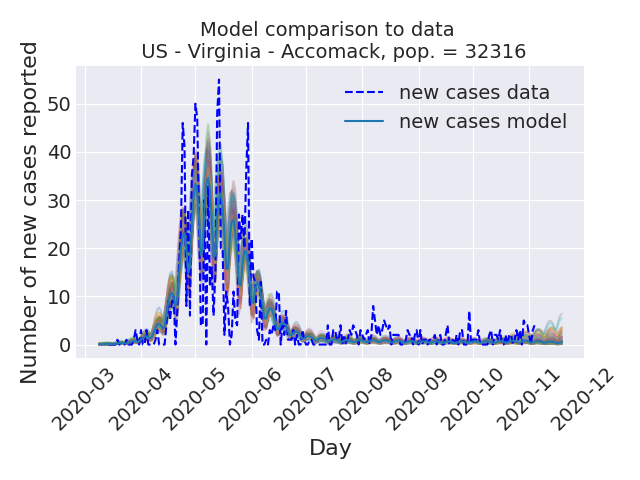 Model comparison to data
US - Virginia - Accomack, pop. = 32316
Number of new cases reported
50
40
30
20
10
0
new cases data
new cases model
2020-03
2020-04
2020-05
2020-06
2020-07
2020-08
2020-09
2020-10
2020-11
2020-12
Day